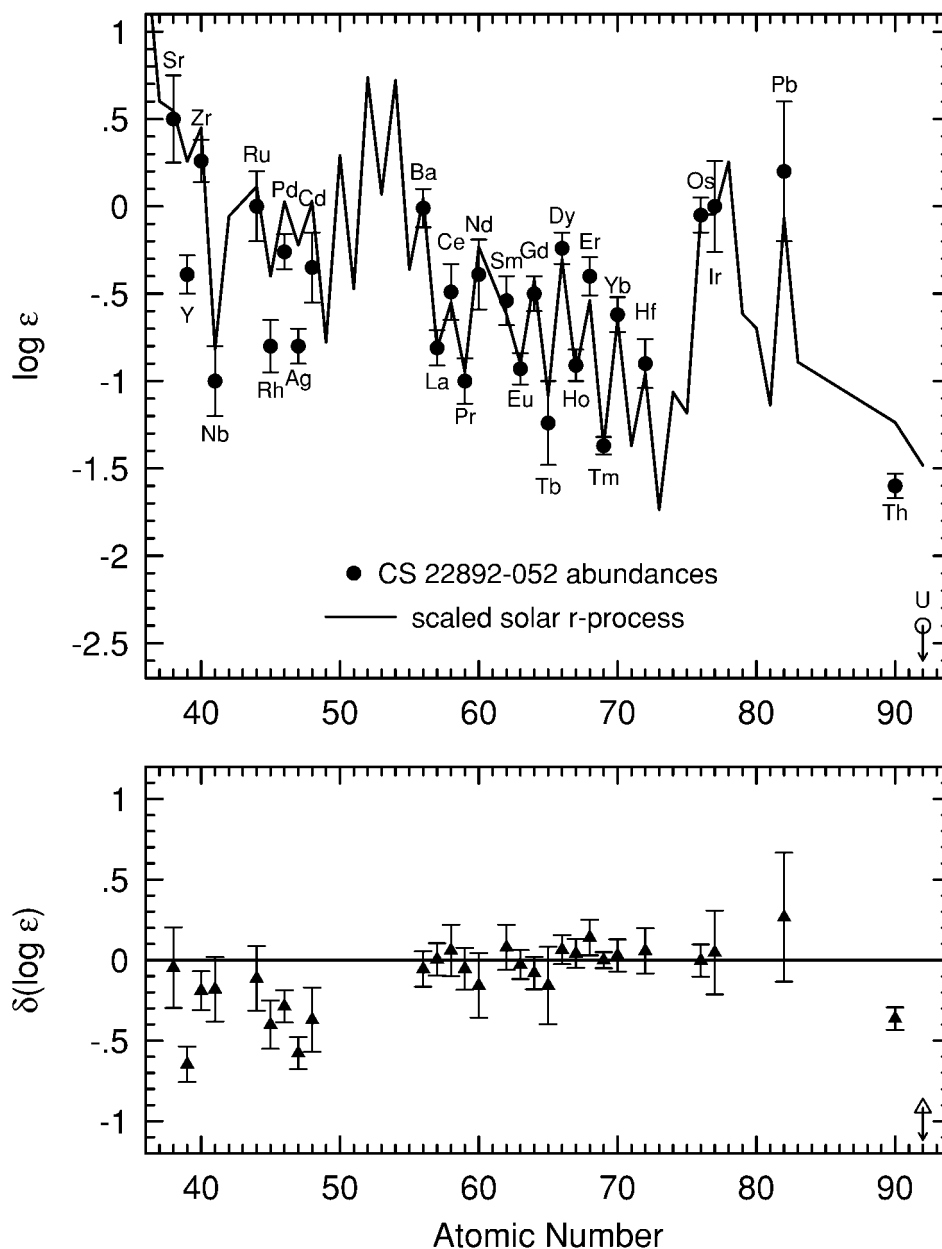 1
.5
0
-.5
-1
-1.5
-2
-2.5
log ε
Sr
Zr
Y
Nb
Ru
Pd
Cd
Rh
Ag
Ba
Ce
Nd
Sm
Gd
La
Pr
Eu
Dy
Er
Yb
Hf
Tb
Ho
Tm
Os
Ir
Pb
Th
U
CS 22892-052 abundances
scaled solar r-process
40 50 60 70 80 90
1
.5
0
-.5
-1
δ(log ε)
40 50 60 70 80 90
Atomic Number